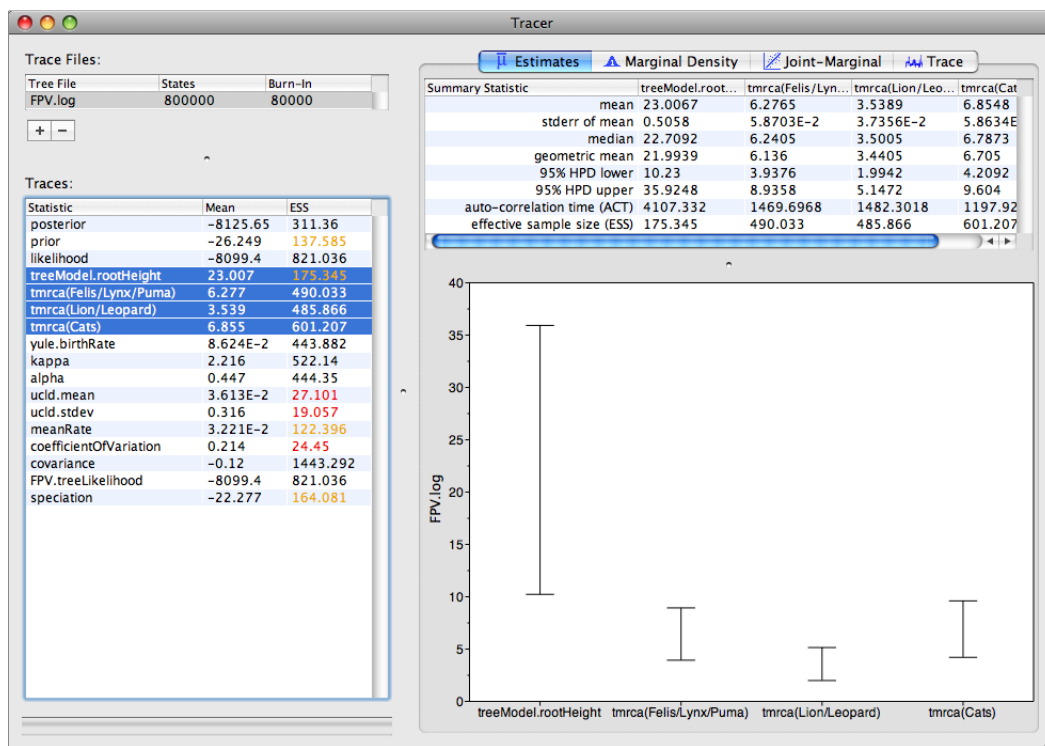 Tracer
Trace Files:
Tree File States Burn-In
FPV.log 800000 80000
+ −
Traces:
Statistic Mean ESS
posterior -8125.65 311.36
prior -26.249 137.585
likelihood -8099.4 821.036
treeModel.rootHeight 23.007 175.345
tmrca(Felis/Lynx/Puma) 6.277 490.033
tmrca(Lion/Leopard) 3.539 485.866
tmrca(Cats) 6.855 601.207
yule.birthRate 8.624E-2 443.882
kappa 2.216 522.14
alpha 0.447 444.35
ucld.mean 3.613E-2 27.101
ucld.stdev 0.316 19.057
meanRate 3.221E-2 122.396
coefficientOfVariation 0.214 24.45
covariance -0.12 1443.292
FPV.treeLikelihood -8099.4 821.036
speciation -22.277 164.081
μ Estimates Marginal Density Joint-Marginal Trace
Summary Statistic treeModel.root... tmrca(Felis/Lyn... tmrca(Lion/Leo... tmrca(Cat
mean 23.0067 6.2765 3.5389 6.8548
stderr of mean 0.5058 5.8703E-2 3.7356E-2 5.8634E
median 22.7092 6.2405 3.5005 6.7873
geometric mean 21.9939 6.136 3.4405 6.705
95% HPD lower 10.23 3.9376 1.9942 4.2092
95% HPD upper 35.9248 8.9358 5.1472 9.604
auto-correlation time (ACT) 4107.332 1469.6968 1482.3018 1197.92
effective sample size (ESS) 175.345 490.033 485.866 601.207
40
35
30
25
20
15
10
5
0
FPV.log
treeModel.rootHeight tmrca(Felis/Lynx/Puma) tmrca(Lion/Leopard) tmrca(Cats)